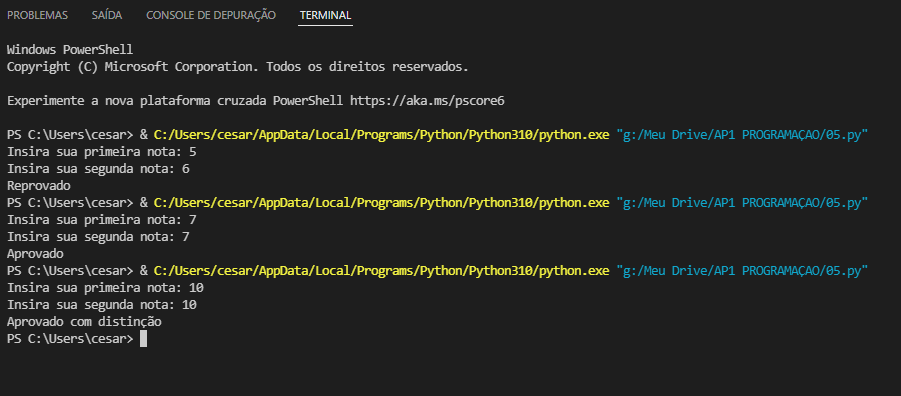 PROBLEMAS SAÍDA CONSOLE DE DEPURAÇÃO TERMINAL
Windows PowerShell
Copyright (C) Microsoft Corporation. Todos os direitos reservados.
Experimente a nova plataforma cruzada PowerShell https://aka.ms/pscore6
PS C:\Users\cesar> & C:/Users/cesar/AppData/Local/Programs/Python/Python310/python.exe "g:/Meu Drive/AP1 PROGRAMAÇAO/05.py"
Insira sua primeira nota: 5
Insira sua segunda nota: 6
Reprovado
PS C:\Users\cesar> & C:/Users/cesar/AppData/Local/Programs/Python/Python310/python.exe "g:/Meu Drive/AP1 PROGRAMAÇAO/05.py"
Insira sua primeira nota: 7
Insira sua segunda nota: 7
Aprovado
PS C:\Users\cesar> & C:/Users/cesar/AppData/Local/Programs/Python/Python310/python.exe "g:/Meu Drive/AP1 PROGRAMAÇAO/05.py"
Insira sua primeira nota: 10
Insira sua segunda nota: 10
Aprovado com distinção
PS C:\Users\cesar>